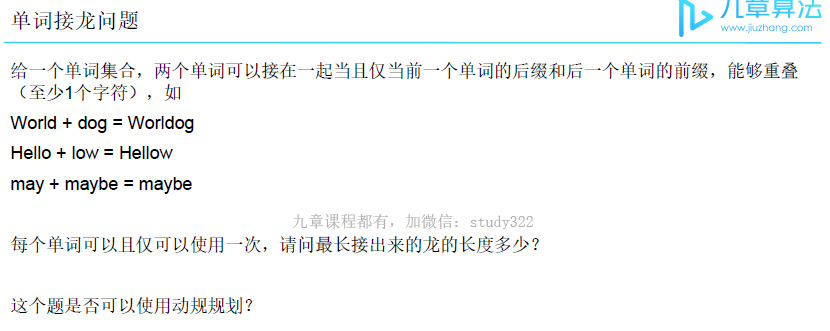 单词接龙问题
九章算法
www.jiuzhang.com
给一个单词集合，两个单词可以接在一起当且仅当前一个单词的后缀和后一个单词的前缀，能够重叠
（至少1个字符），如
World + dog = Worldog
Hello + low = Hellow
may + maybe = maybe
九章课程都有，加微信：study322
每个单词可以且仅可以使用一次，请问最长接出来的龙的长度多少？
这个题是否可以使用动规规划？